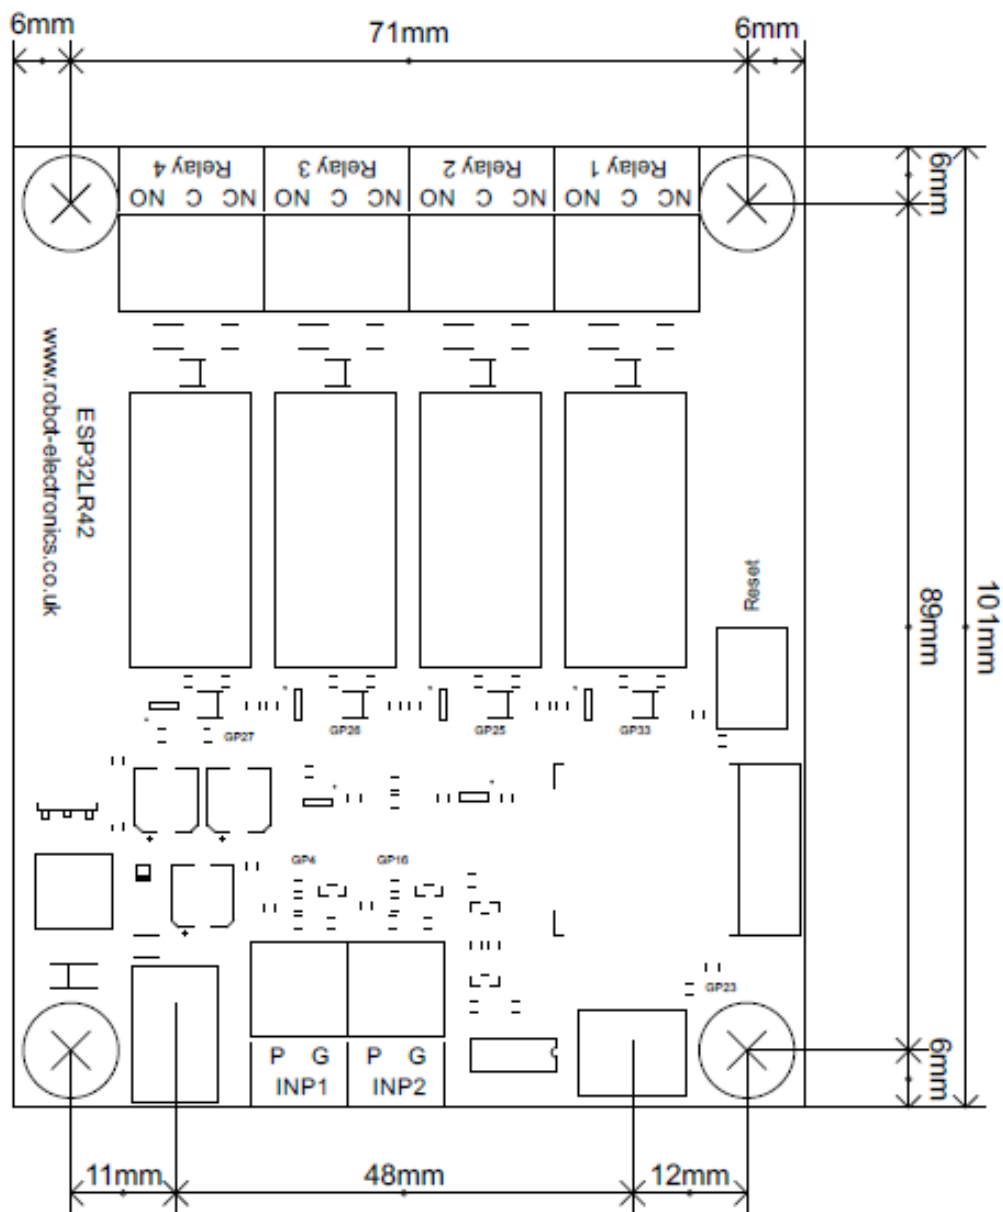 6mm
71mm
6mm
Relay 4
Relay 3
Relay 2
Relay 1
NO C NC
NO C NC
NO C NC
NO C NC
6mm
89mm
101mm
6mm
www.robot-electronics.co.uk
ESP32LR42
Reset
GP27
GP26
GP25
GP33
GP4
GP16
GP23
P G
P G
INP1
INP2
11mm
48mm
12mm